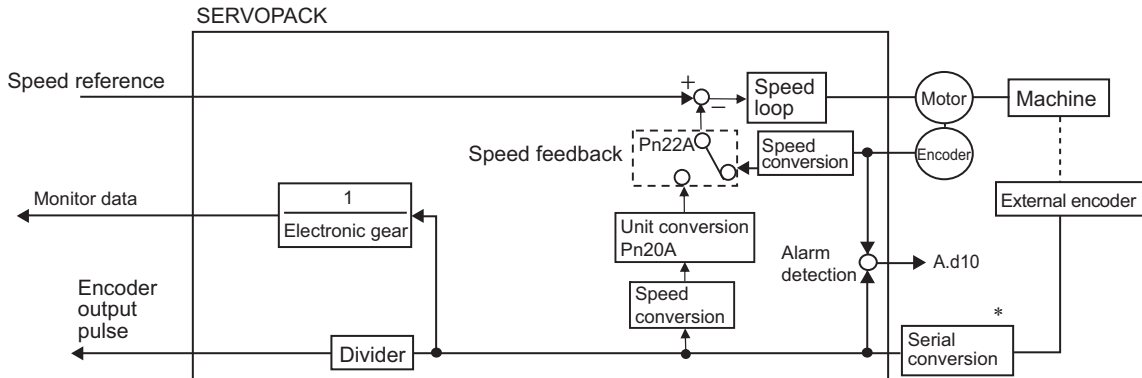 SERVOPACK
Speed reference
+
−
Speed
loop
Motor
Machine
Pn22A
Speed feedback
Speed
conversion
Encoder
Monitor data
1
Electronic gear
Unit conversion
Pn20A
External encoder
Alarm
detection
A.d10
Encoder
output
pulse
Speed
conversion
*
Divider
Serial
conversion